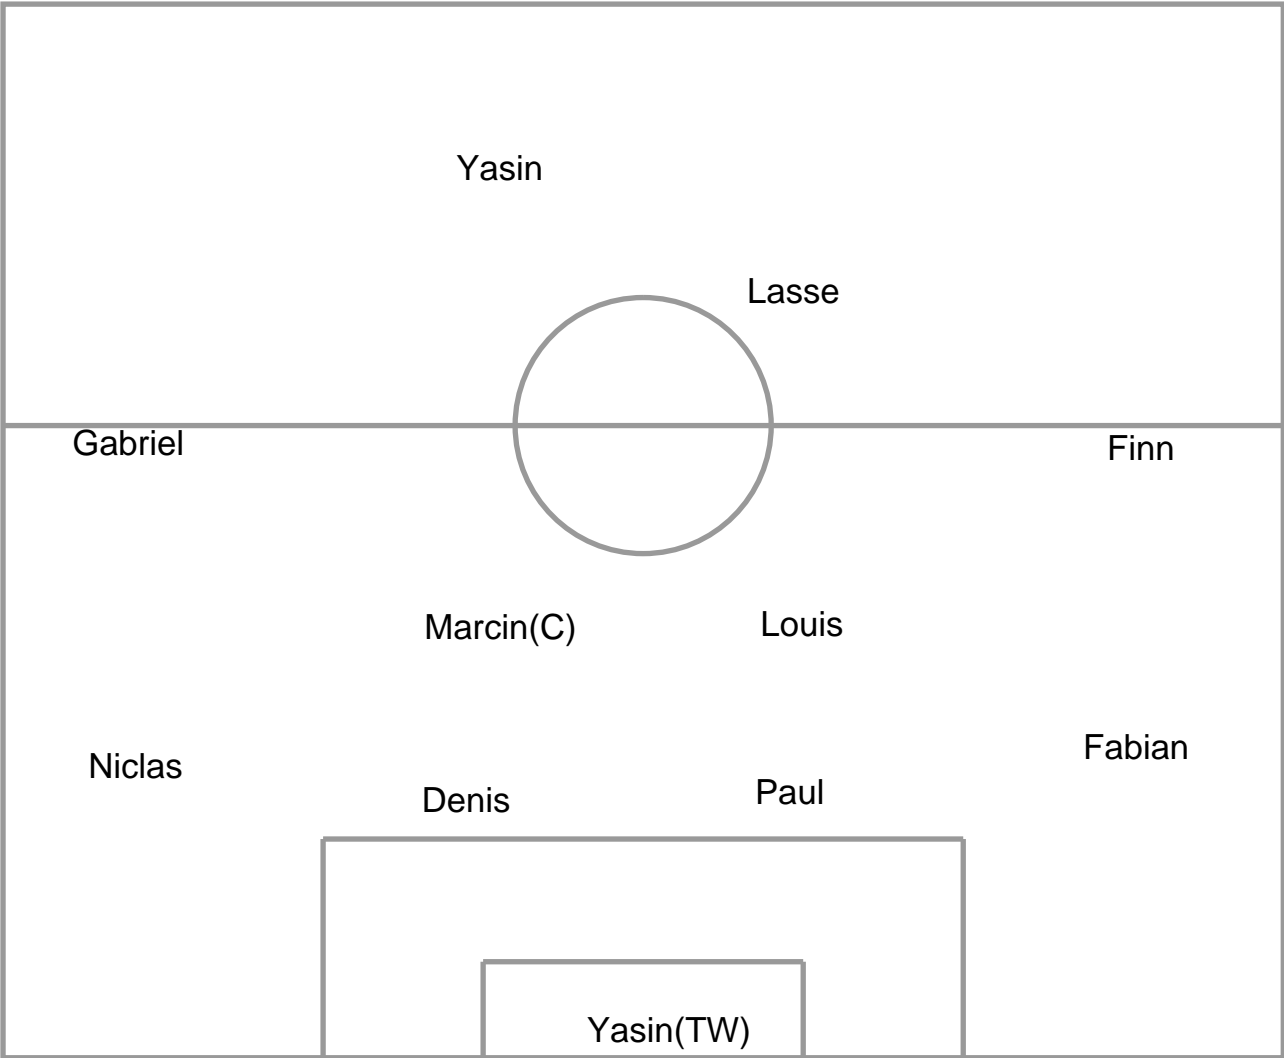 Yasin
Lasse
Gabriel
Finn
Marcin(C)
Louis
Niclas
Fabian
Denis
Paul
Yasin(TW)